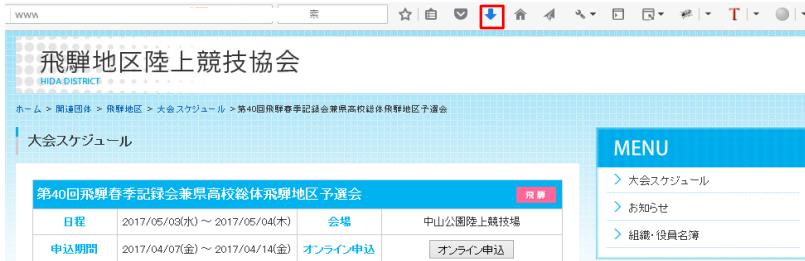 www
索
T
飛騨地区陸上競技協会
HIDA DISTRICT
ホーム > 関連団体 > 飛騨地区 > 大会スケジュール > 第40回飛騨春季記録会兼県高校総体飛騨地区予選会
大会スケジュール
MENU
第40回飛騨春季記録会兼県高校総体飛騨地区予選会 飛騨
大会スケジュール
日程 2017/05/03(水) ～ 2017/05/04(木) 会場 中山公園陸上競技場
お知らせ
申込期間 2017/04/07(金) ～ 2017/04/14(金) オンライン申込 オンライン申込
組織・役員名簿